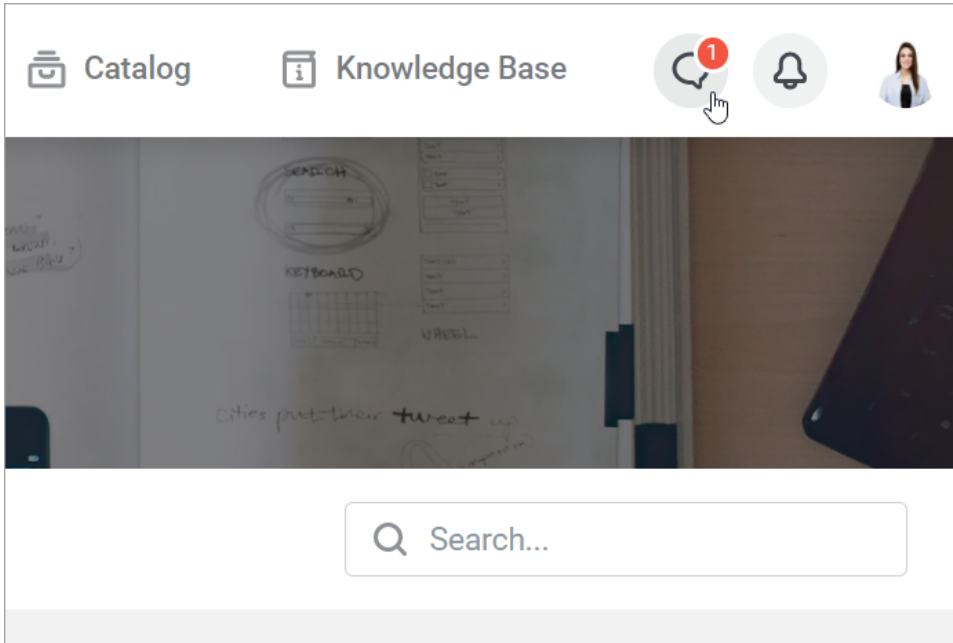 Catalog
Knowledge Base
1
SEARCH
KEYBOARD
WHEEL
cities put their tweet up
Search...